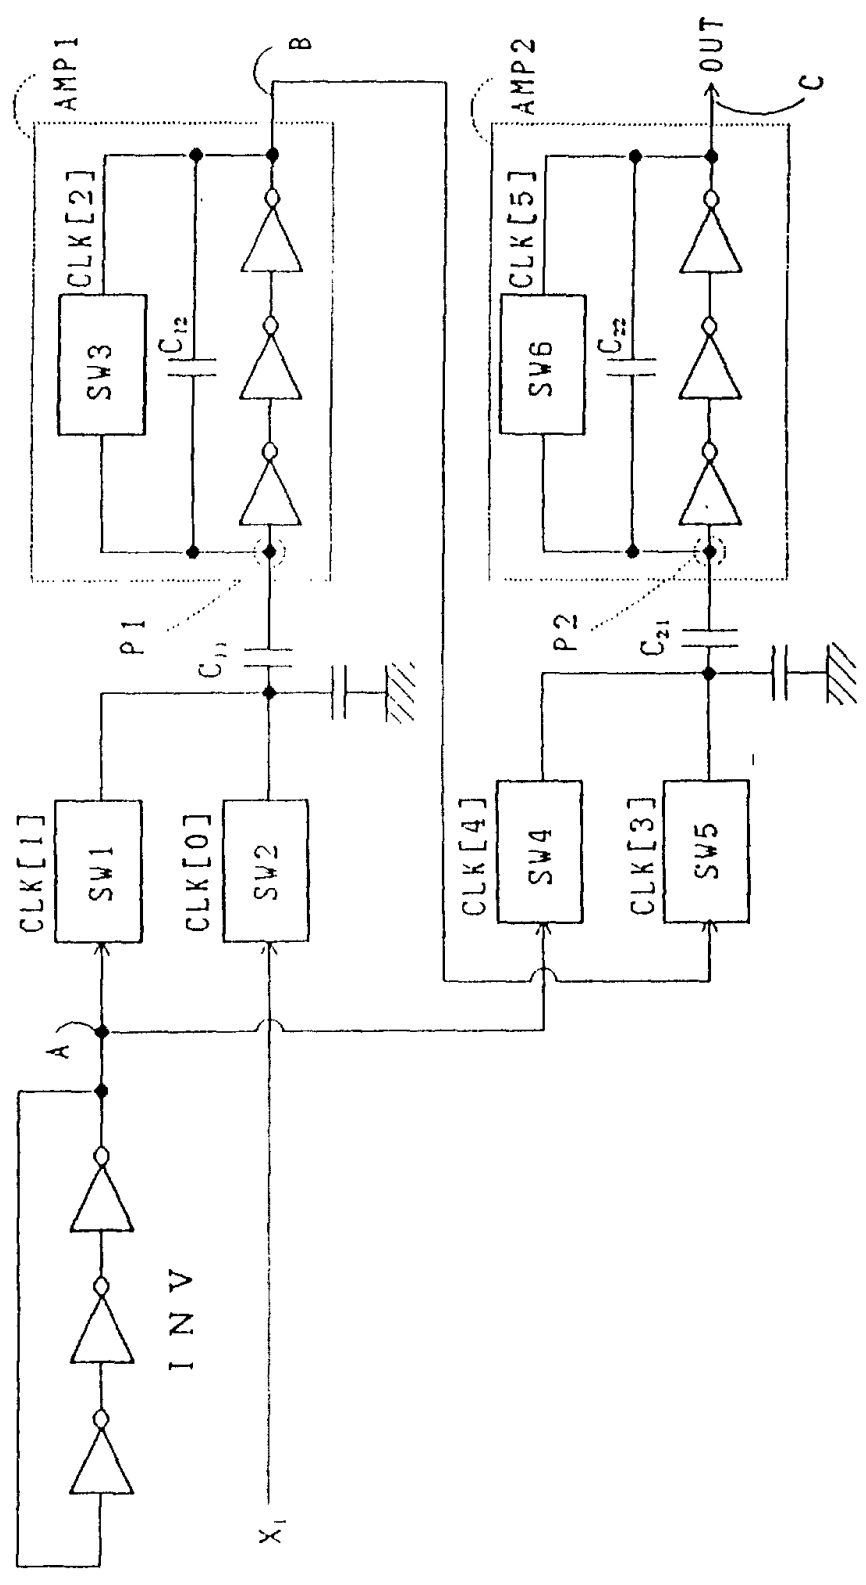 AMP1
B
CLK[2]
SW3
C12
P1
C11
CLK[1]
SW1
CLK[0]
SW2
A
INV
X1
AMP2
OUT
C
CLK[5]
SW6
C22
P2
C21
CLK[4]
SW4
CLK[3]
SW5